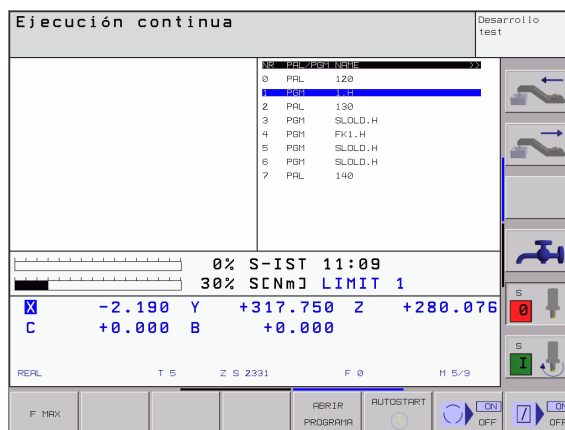 Ejecución continua
Desarrollo
test
NR PAL/PGM NAME >>
0 PAL 120
1 PGM 1.H
2 PAL 130
3 PGM SLOLD.H
4 PGM FK1.H
5 PGM SLOLD.H
6 PGM SLOLD.H
7 PAL 140
0% S-IST 11:09
30% S[Nm] LIMIT 1
X -2.190 Y +317.750 Z +280.076
C +0.000 B +0.000
REAL T 5 Z S 2331 F 0 M 5/9
S
0
S
I
F MAX
ABRIR
PROGRAMA
AUTOSTART
ON
OFF
ON
OFF